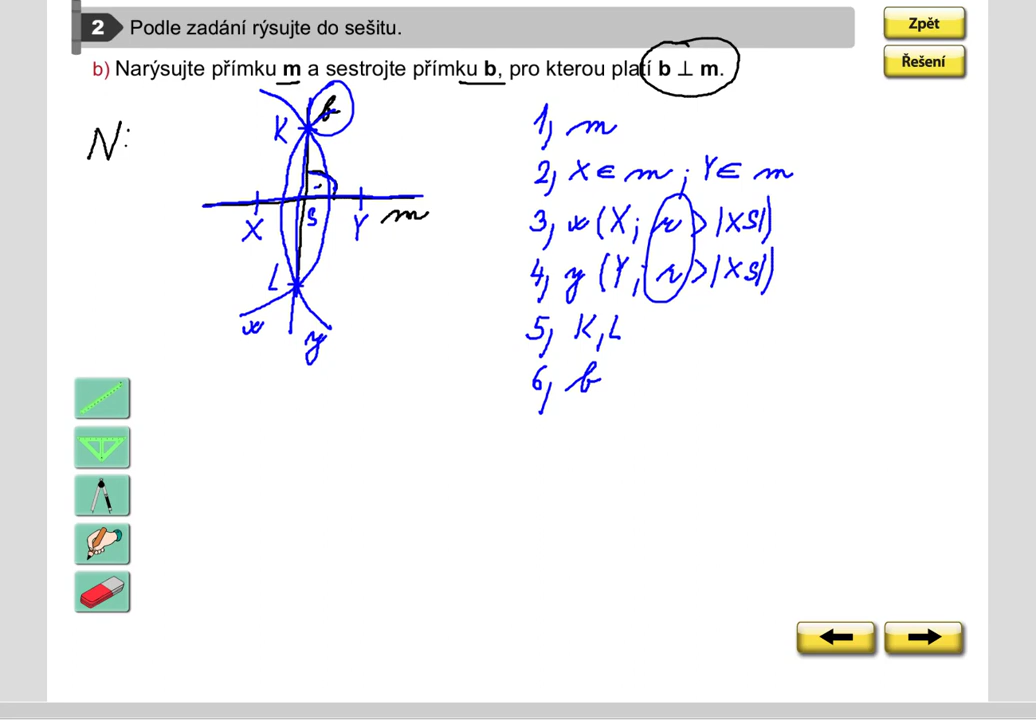 2 Podle zadání rýsujte do sešitu.
Zpět
b) Narýsujte přímku m a sestrojte přímku b, pro kterou platí b ⊥ m.
Řešení
N:
K
b
X
S
Y
m
L
x
y
1, m
2, X ∈ m ; Y ∈ m
3, x (X; r > |XS|)
4, y (Y; r > |XS|)
5, K, L
6, b